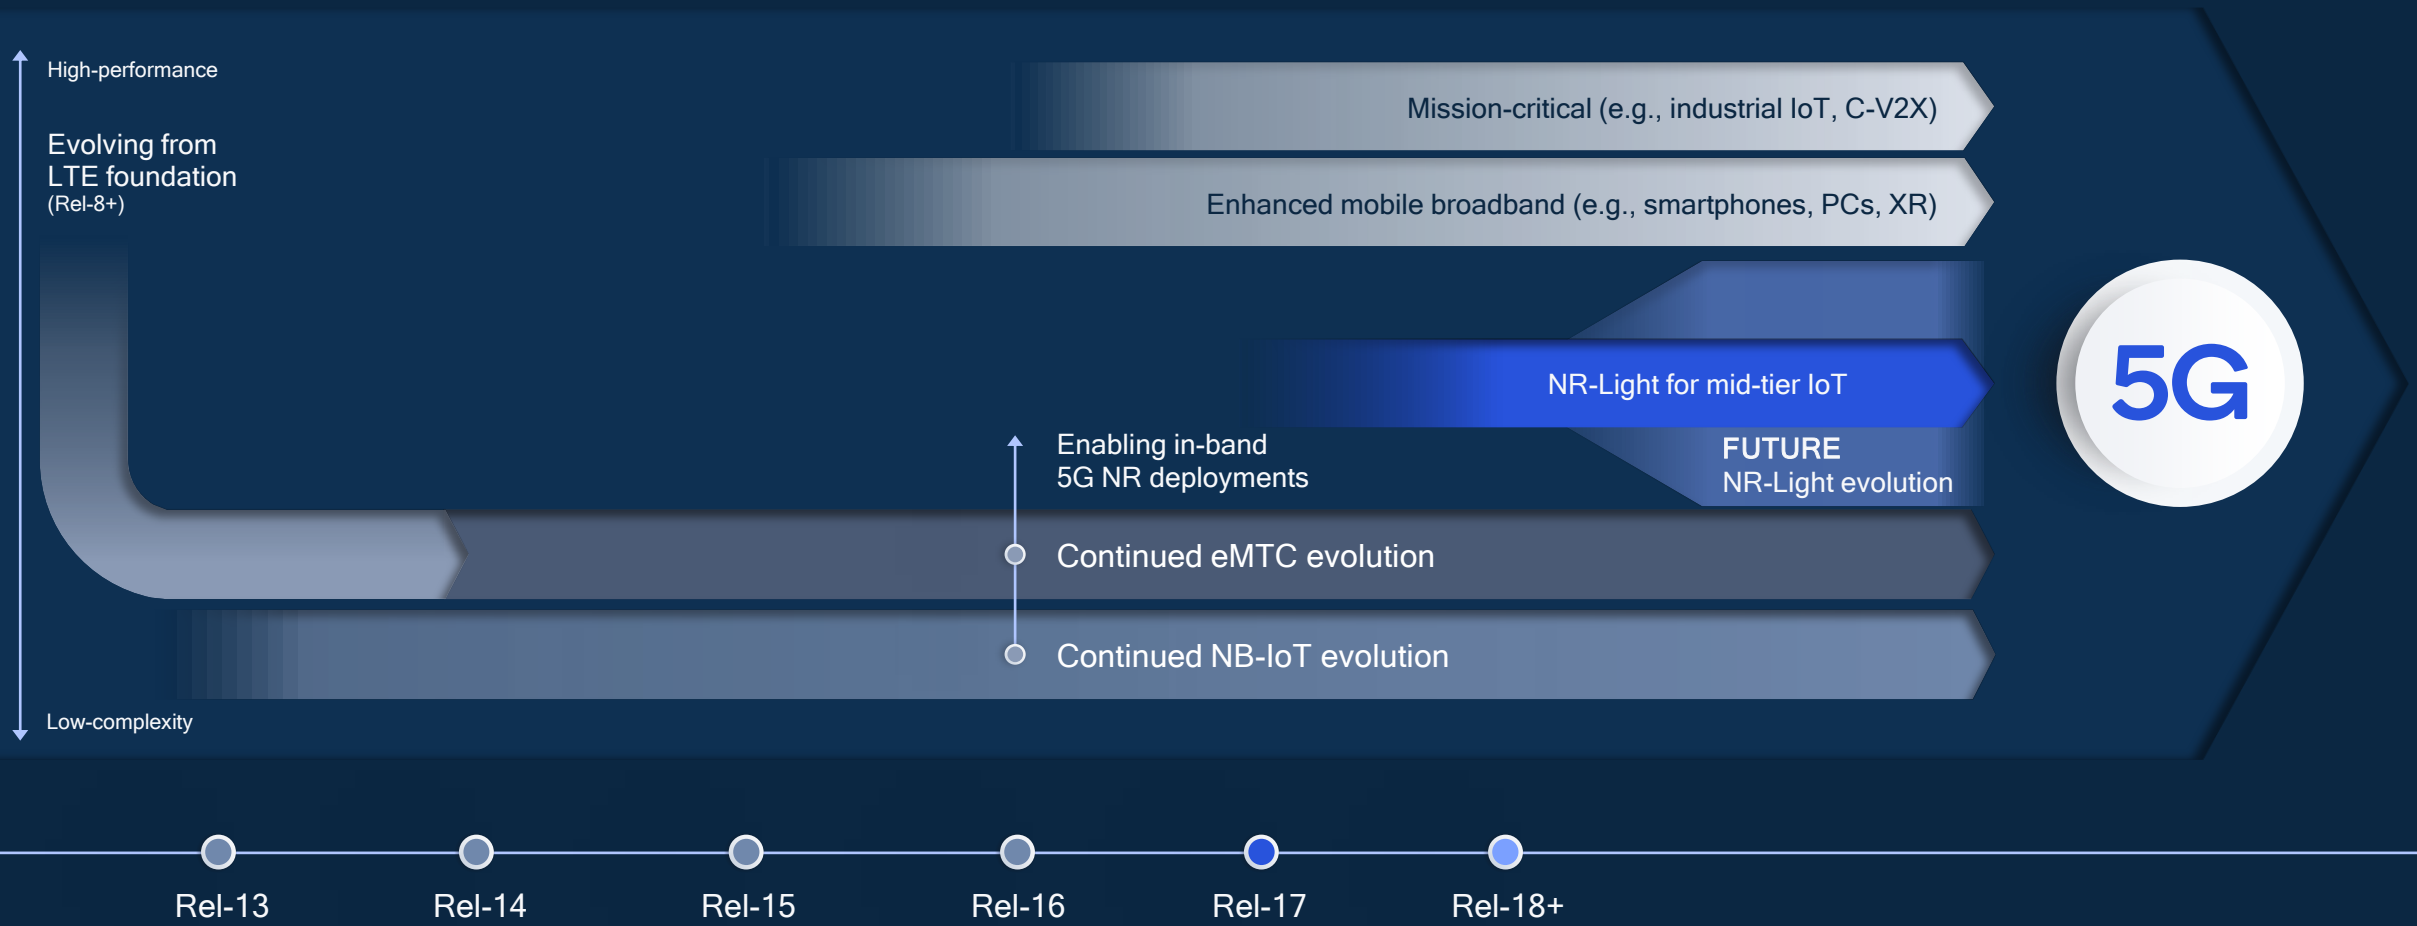 High-performance
Evolving from
LTE foundation
(Rel-8+)
Mission-critical (e.g., industrial IoT, C-V2X)
Enhanced mobile broadband (e.g., smartphones, PCs, XR)
NR-Light for mid-tier IoT
FUTURE
NR-Light evolution
5G
Enabling in-band
5G NR deployments
Continued eMTC evolution
Continued NB-IoT evolution
Low-complexity
Rel-13
Rel-14
Rel-15
Rel-16
Rel-17
Rel-18+